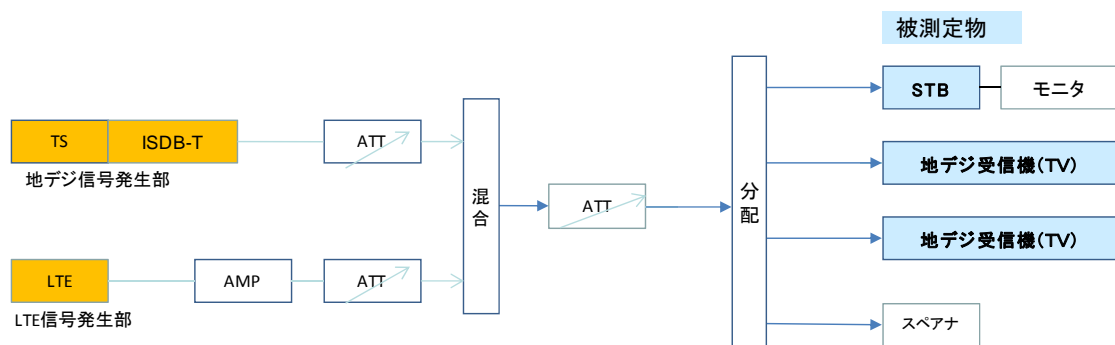 被測定物
STB
モニタ
TS
ISDB-T
ATT
地デジ信号発生部
混合
ATT
分配
地デジ受信機(TV)
地デジ受信機(TV)
LTE
AMP
ATT
LTE信号発生部
スペアナ